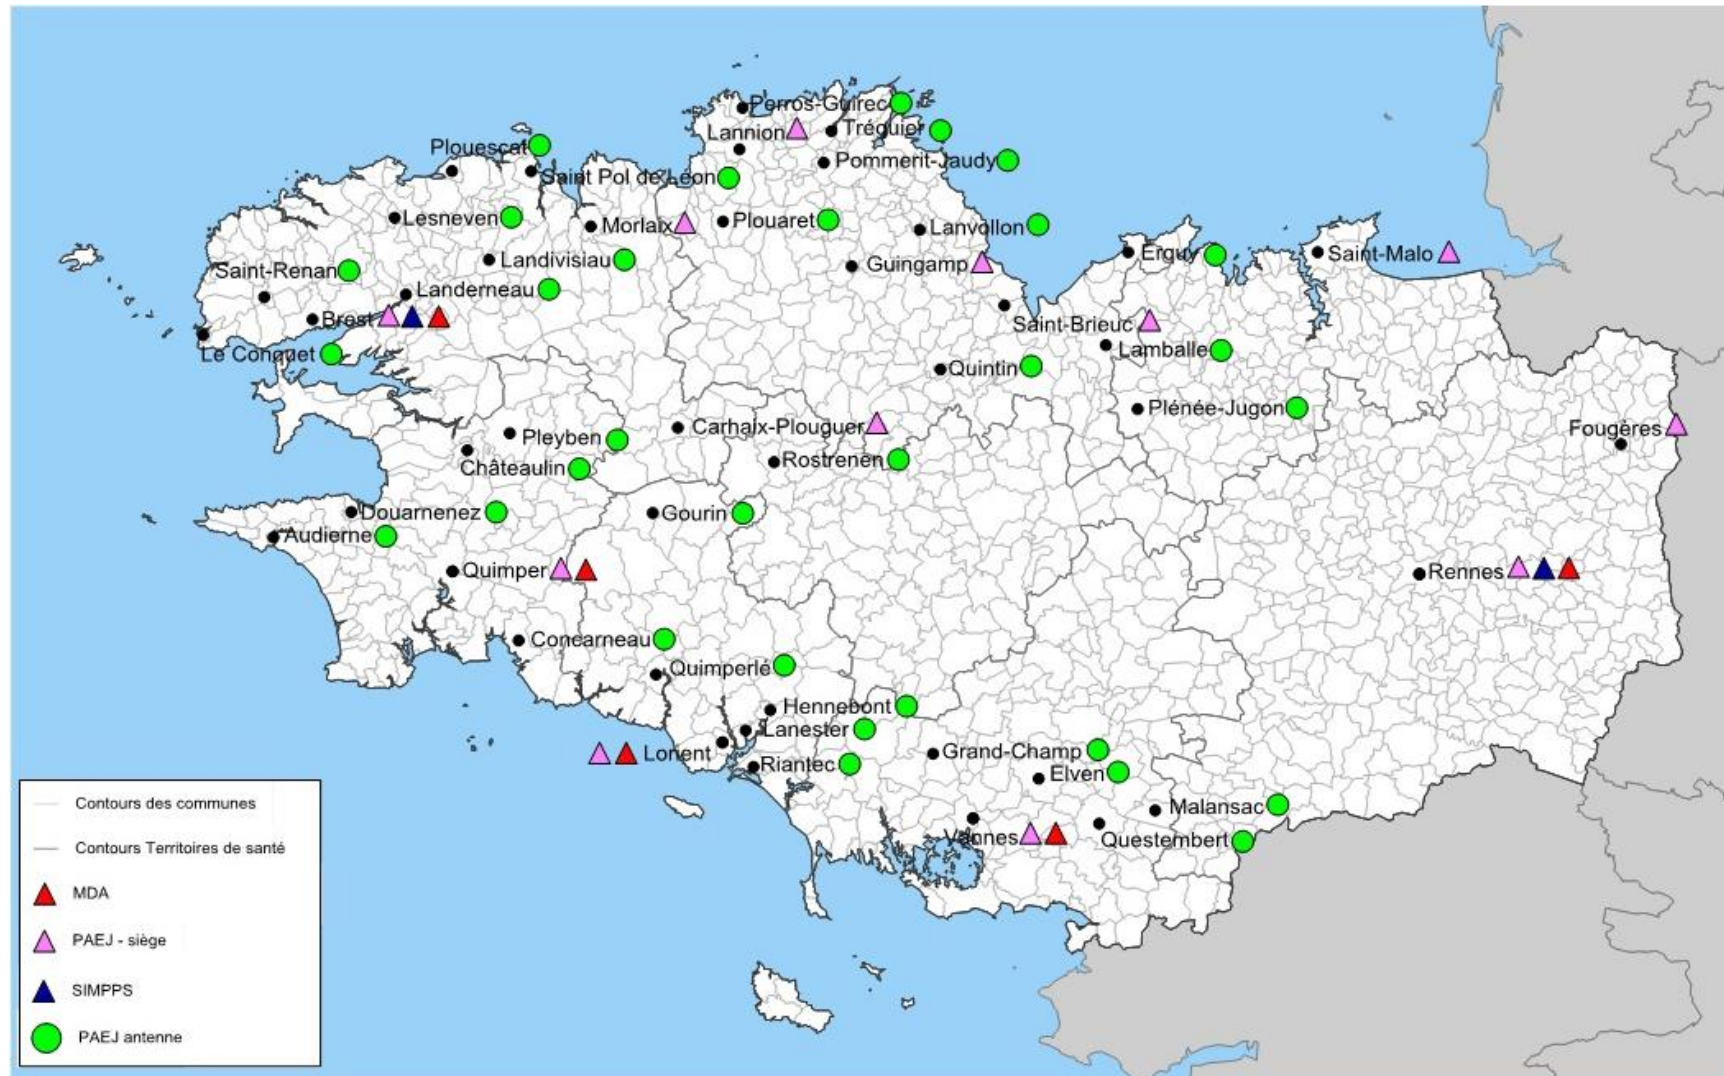 Perros-Guirec
Lannion
Tréguier
Plouescat
Pommerit-Jaudy
Saint Pol de Léon
Lesneven
Morlaix
Plouaret
Lanvollon
Landivisiau
Saint-Renan
Guingamp
Erquy
Saint-Malo
Landerneau
Brest
Saint-Brieuc
Le Conquet
Lamballe
Quintin
Plénée-Jugon
Carhaix-Plouguer
Fougères
Pleyben
Rostrenen
Châteaulin
Douarnenez
Gourin
Audierne
Quimper
Rennes
Concarneau
Quimperlé
Hennebont
Lanester
Lorient
Grand-Champ
Riantec
Elven
Malansac
Vannes
Questembert
Contours des communes
Contours Territoires de santé
MDA
PAEJ - siège
SIMPPS
PAEJ antenne